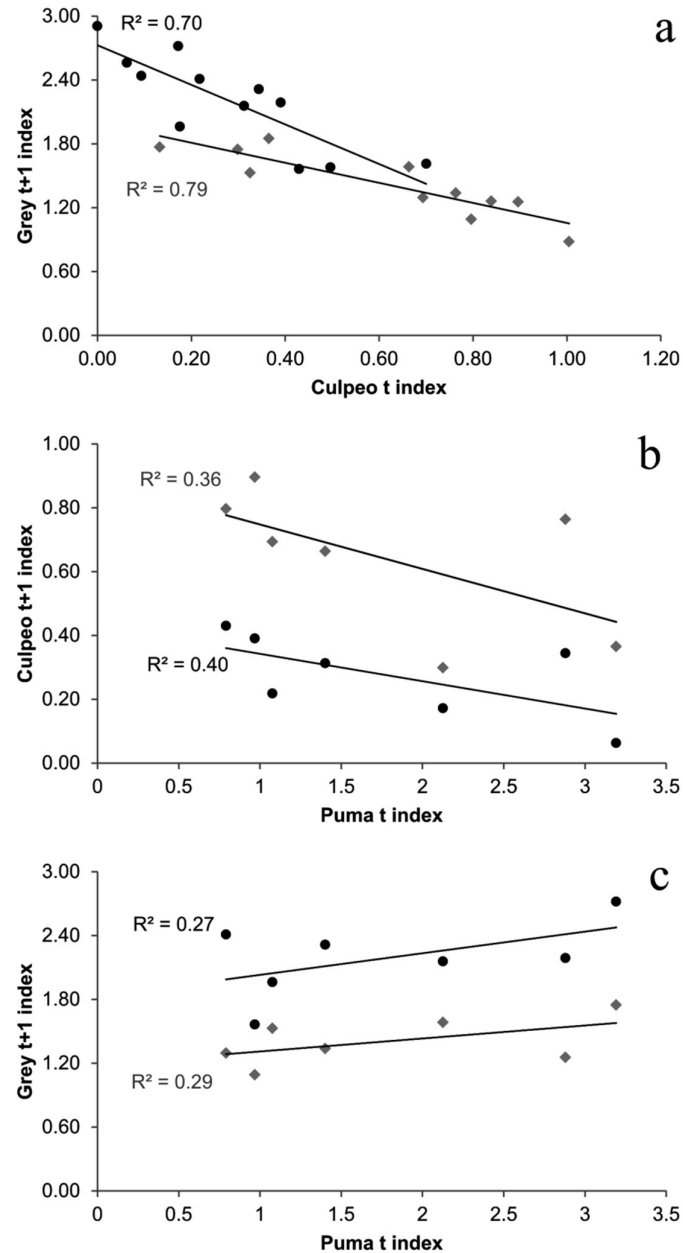 a
R² = 0.70
R² = 0.79
Grey t+1 index
3.00
2.40
1.80
1.20
0.60
0.00
0.00 0.20 0.40 0.60 0.80 1.00 1.20
Culpeo t index
b
R² = 0.36
R² = 0.40
Culpeo t+1 index
1.00
0.80
0.60
0.40
0.20
0.00
0 0.5 1 1.5 2 2.5 3 3.5
Puma t index
c
R² = 0.27
R² = 0.29
Grey t+1 index
3.00
2.40
1.80
1.20
0.60
0.00
0 0.5 1 1.5 2 2.5 3 3.5
Puma t index